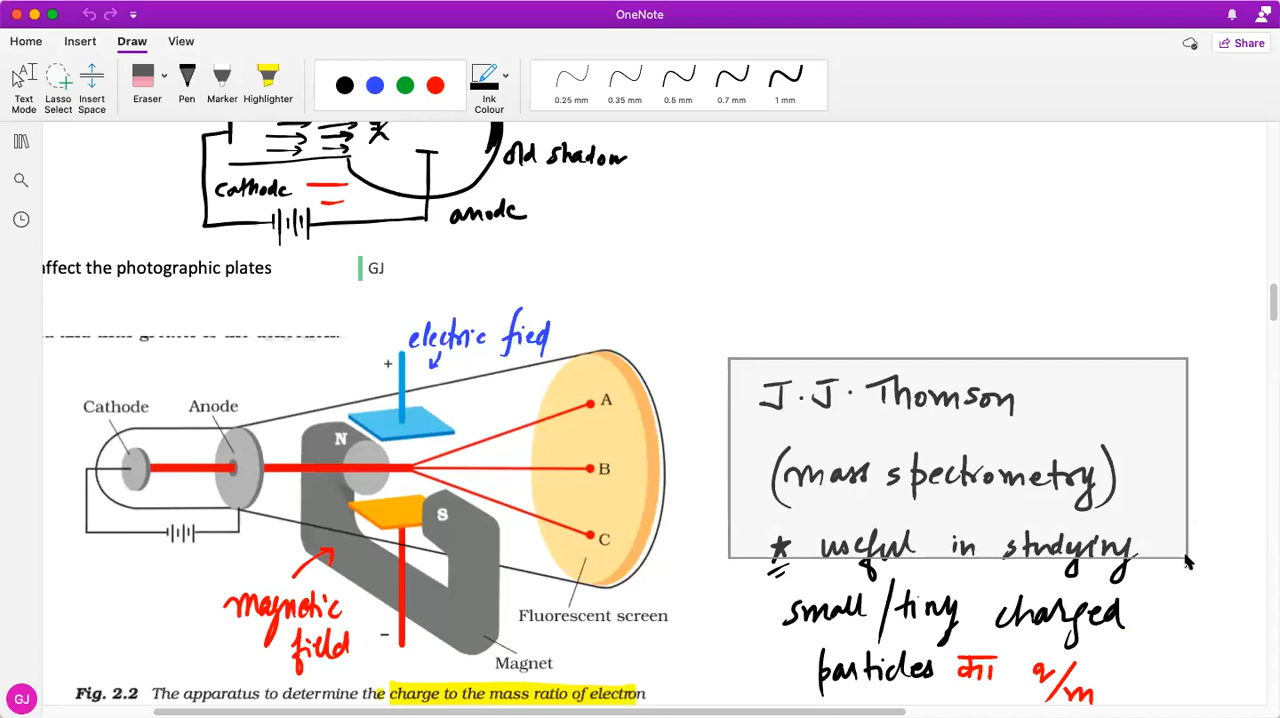 OneNote
Home Insert Draw View
Share
Text Mode
Lasso Select
Insert Space
Eraser
Pen
Marker
Highlighter
Ink Colour
0.25 mm
0.35 mm
0.5 mm
0.7 mm
1 mm
old shadow
cathode
anode
affect the photographic plates
GJ
electric fied
+
Cathode
Anode
N
S
A
B
C
magnetic
field
Fluorescent screen
-
Magnet
Fig. 2.2 The apparatus to determine the charge to the mass ratio of electron
J.J. Thomson
(mass spectrometry)
* useful in studying
small/tiny charged
particles का q/m
GJ